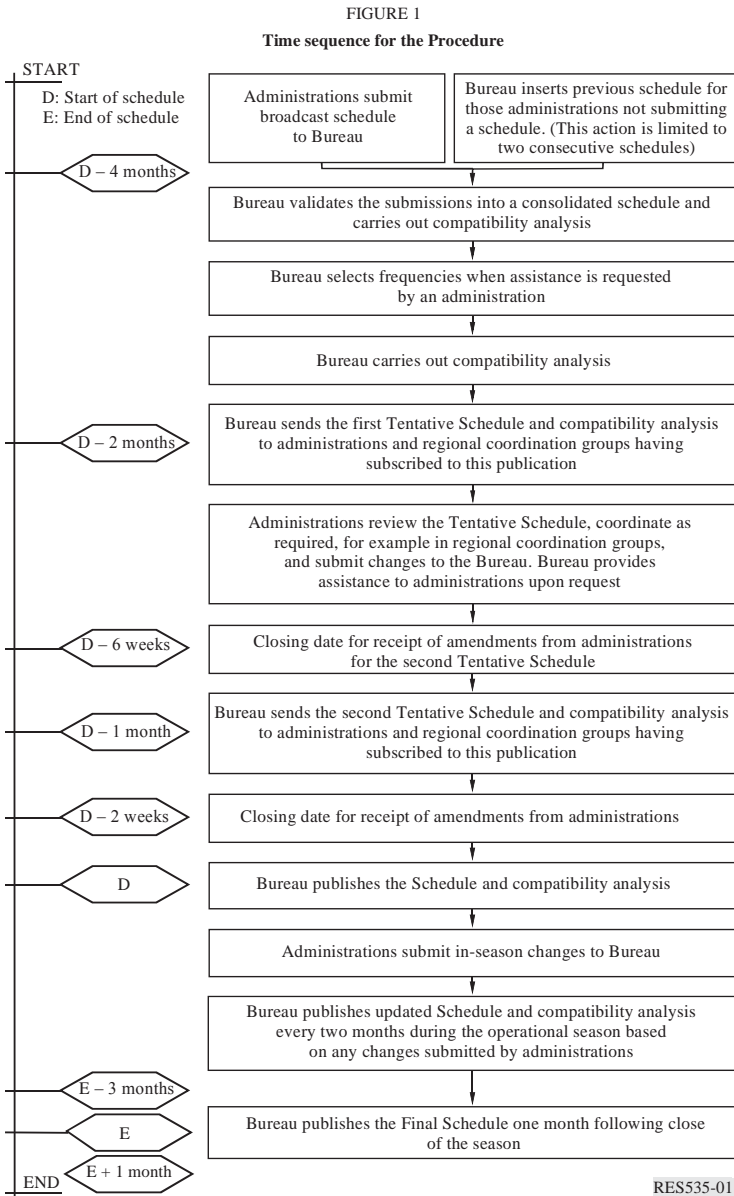 FIGURE 1
Time sequence for the Procedure
START
D: Start of schedule
E: End of schedule
Administrations submit
broadcast schedule
to Bureau
Bureau inserts previous schedule for
those administrations not submitting
a schedule. (This action is limited to
two consecutive schedules)
D – 4 months
Bureau validates the submissions into a consolidated schedule and
carries out compatibility analysis
Bureau selects frequencies when assistance is requested
by an administration
Bureau carries out compatibility analysis
D – 2 months
Bureau sends the first Tentative Schedule and compatibility analysis
to administrations and regional coordination groups having
subscribed to this publication
Administrations review the Tentative Schedule, coordinate as
required, for example in regional coordination groups,
and submit changes to the Bureau. Bureau provides
assistance to administrations upon request
D – 6 weeks
Closing date for receipt of amendments from administrations
for the second Tentative Schedule
D – 1 month
Bureau sends the second Tentative Schedule and compatibility analysis
to administrations and regional coordination groups having
subscribed to this publication
D – 2 weeks
Closing date for receipt of amendments from administrations
D
Bureau publishes the Schedule and compatibility analysis
Administrations submit in-season changes to Bureau
Bureau publishes updated Schedule and compatibility analysis
every two months during the operational season based
on any changes submitted by administrations
E – 3 months
E
Bureau publishes the Final Schedule one month following close
of the season
E + 1 month
END
RES535-01